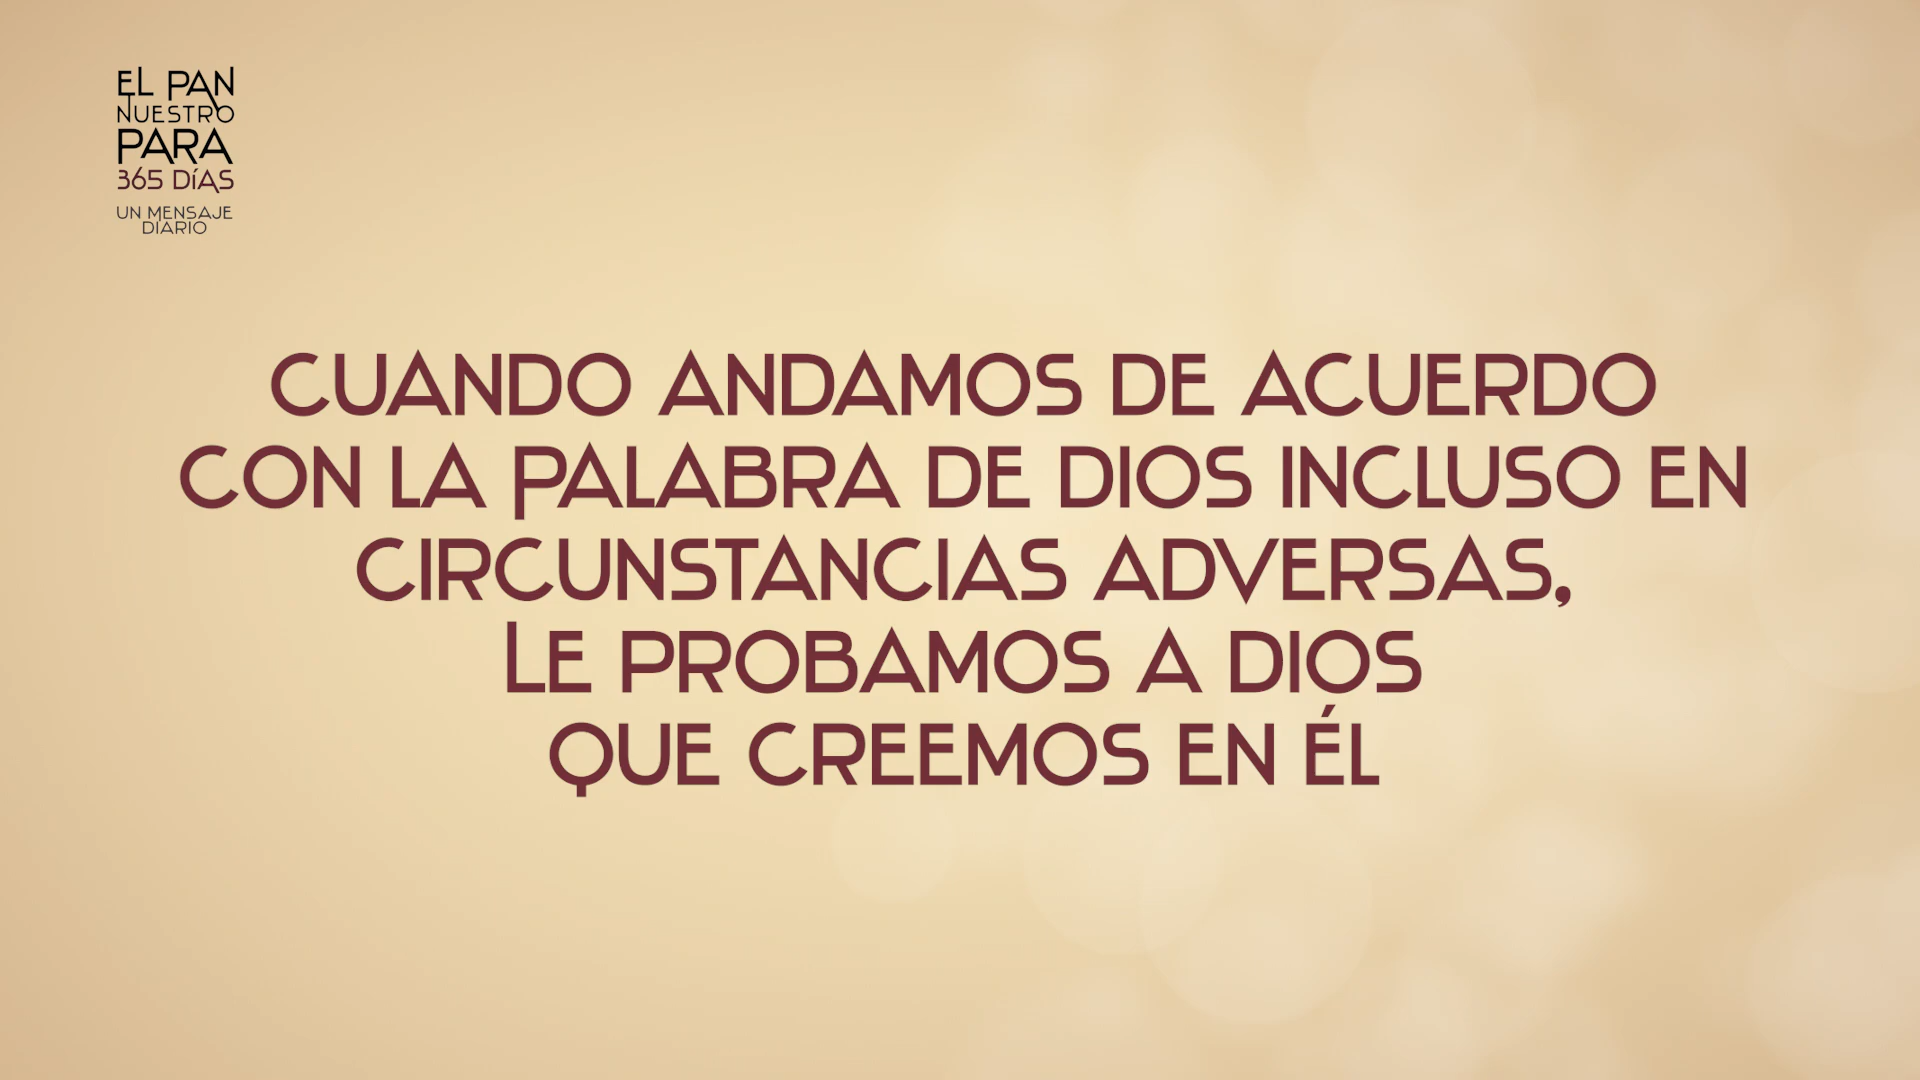 EL PAN
NUESTRO
PARA
365 DÍAS
UN MENSAJE
DIARIO
CUANDO ANDAMOS DE ACUERDO
CON LA PALABRA DE DIOS INCLUSO EN
CIRCUNSTANCIAS ADVERSAS,
LE PROBAMOS A DIOS
QUE CREEMOS EN ÉL